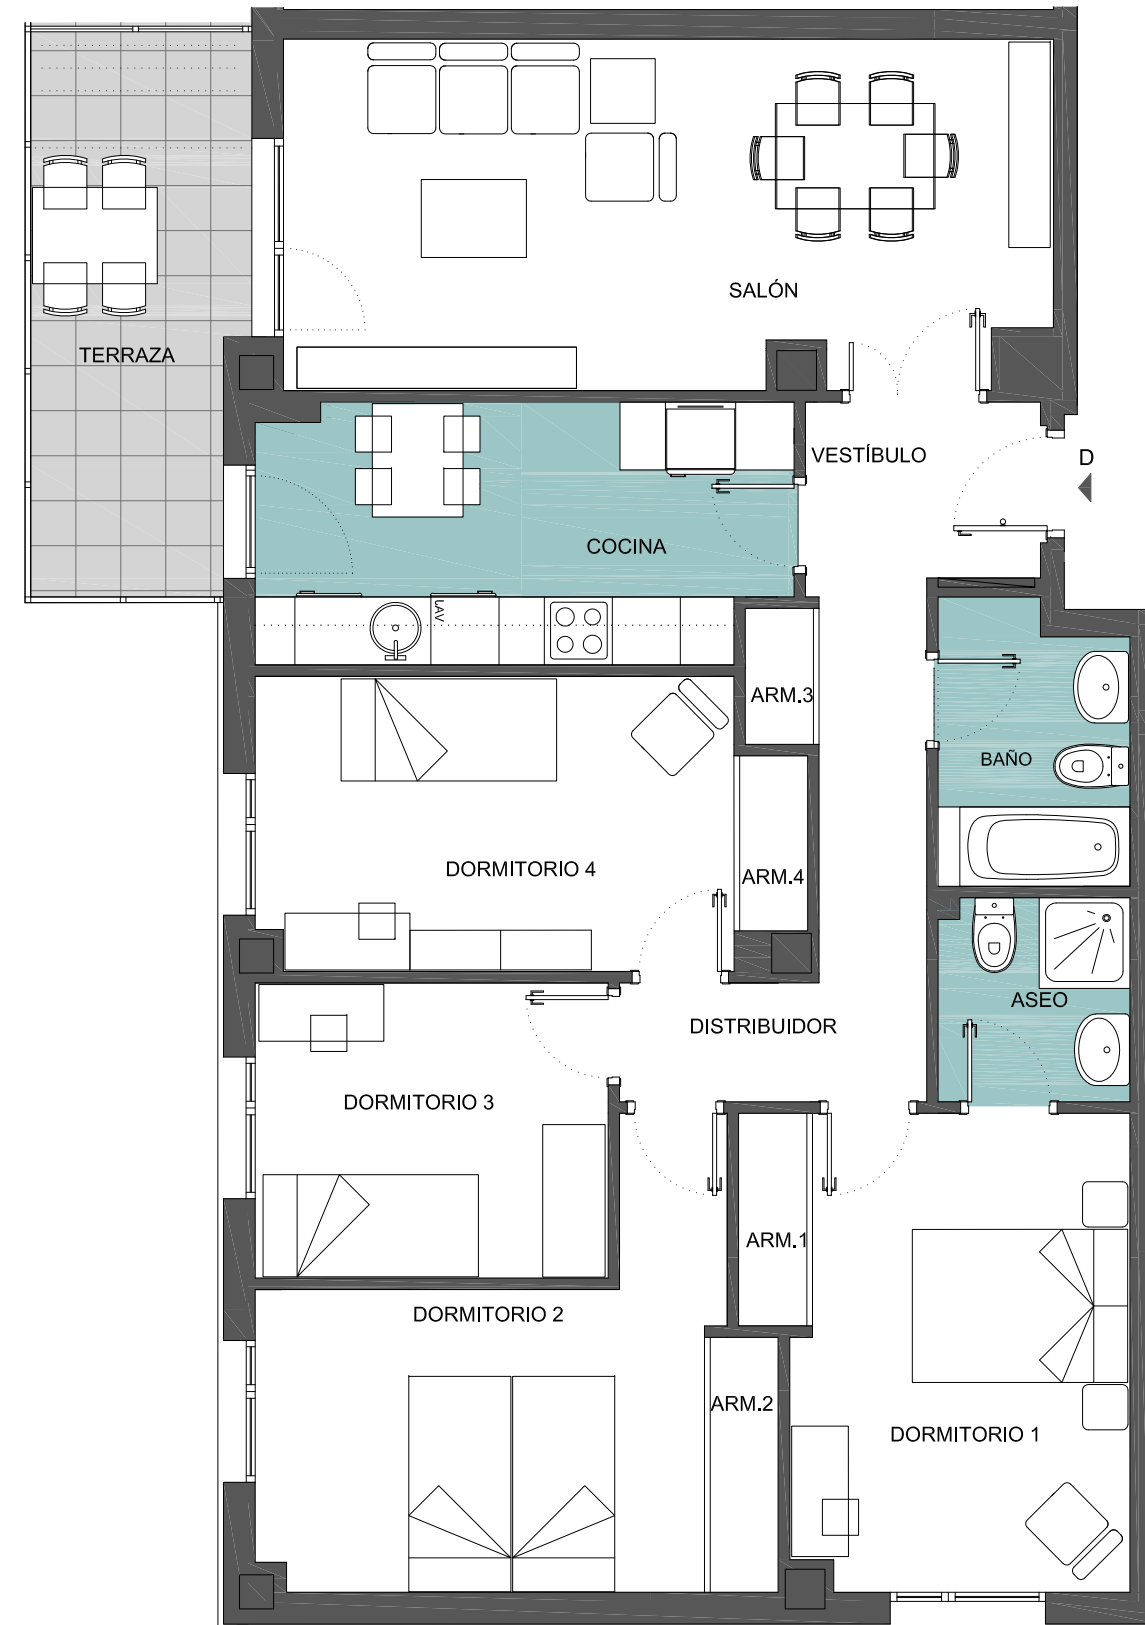 SALÓN
TERRAZA
VESTÍBULO
D
COCINA
LAV
ARM.3
BAÑO
DORMITORIO 4
ARM.4
ASEO
DISTRIBUIDOR
DORMITORIO 3
ARM.1
DORMITORIO 2
ARM.2
DORMITORIO 1